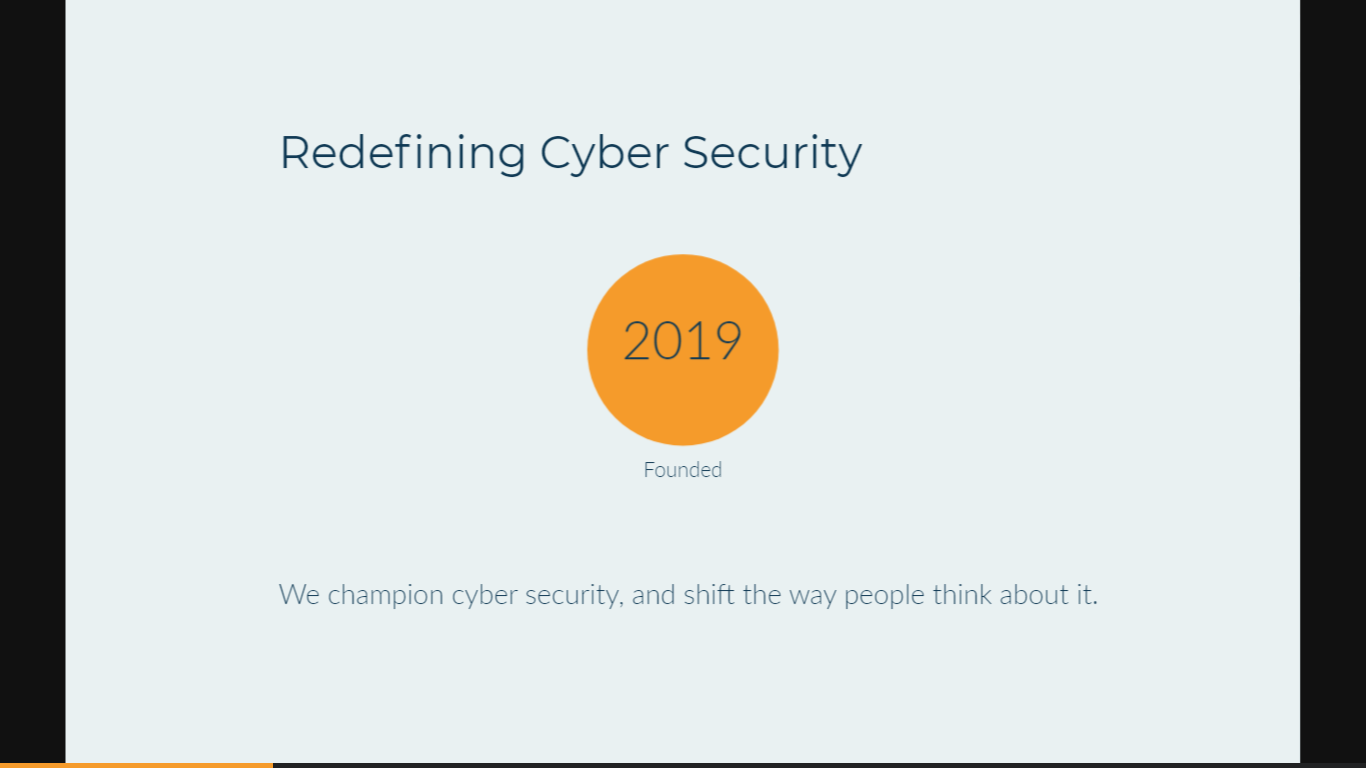 Redefining Cyber Security
2019
Founded
We champion cyber security, and shift the way people think about it.